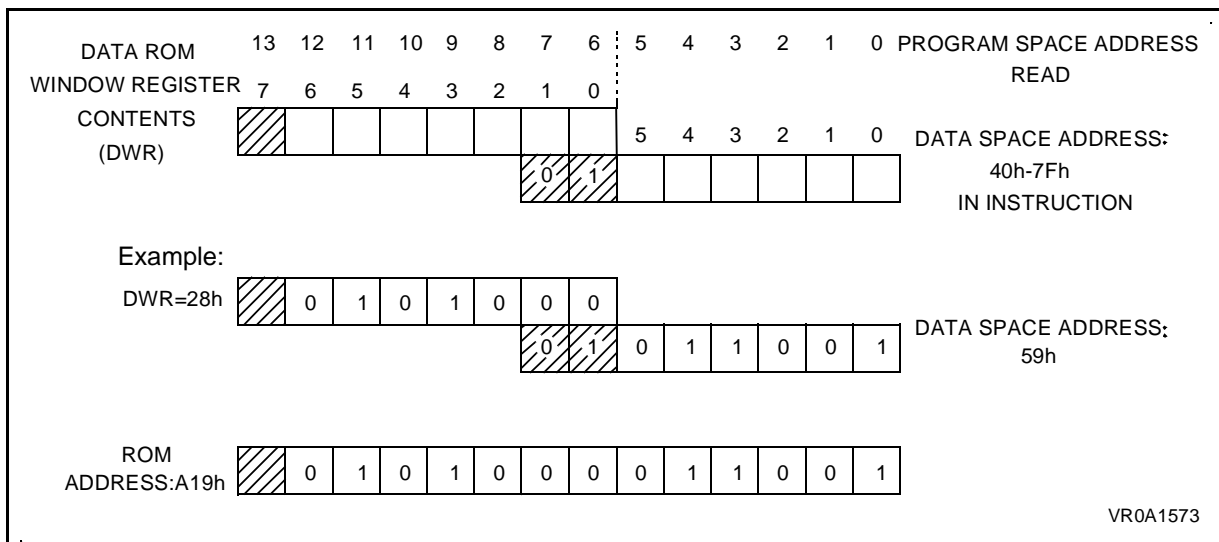 DATA ROM
WINDOW REGISTER
CONTENTS
(DWR)
13 12 11 10 9 8 7 6 5 4 3 2 1 0 PROGRAM SPACE ADDRESS
READ
7 6 5 4 3 2 1 0
5 4 3 2 1 0 DATA SPACE ADDRESS:
40h-7Fh
IN INSTRUCTION
0 1
Example:
DWR=28h 0 1 0 1 0 0 0
0 1 0 1 1 0 0 1 DATA SPACE ADDRESS:
59h
ROM
ADDRESS:A19h 0 1 0 1 0 0 0 0 1 1 0 0 1
VR0A1573